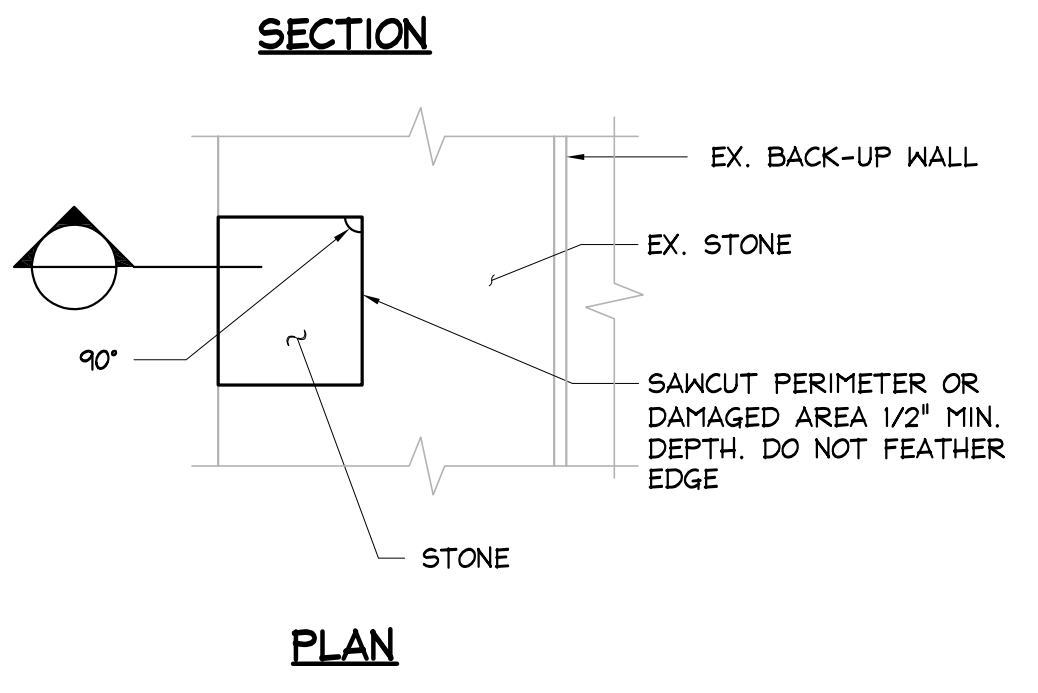 SECTION
EX. BACK-UP WALL
EX. STONE
90°
SAWCUT PERIMETER OR
DAMAGED AREA 1/2" MIN.
DEPTH. DO NOT FEATHER
EDGE
STONE
PLAN